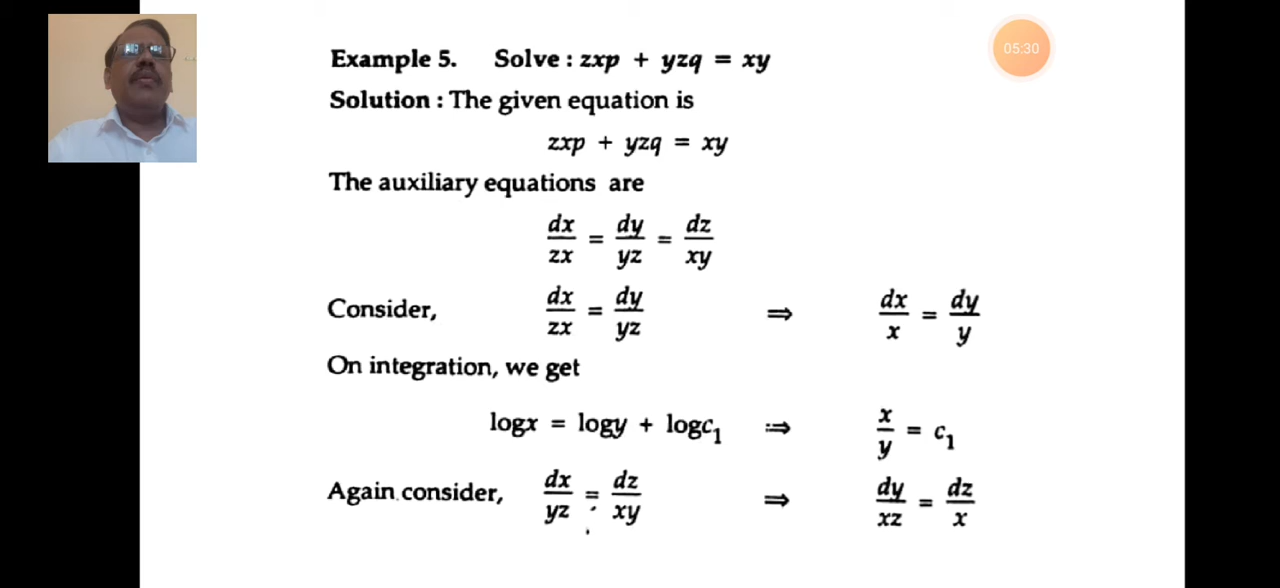 05:30
Example 5. Solve : zxp + yzq = xy
Solution : The given equation is
zxp + yzq = xy
The auxiliary equations are
dx/zx = dy/yz = dz/xy
Consider, dx/zx = dy/yz ⇒ dx/x = dy/y
On integration, we get
logx = logy + logc₁ ⇒ x/y = c₁
Again consider, dx/yz = dz/xy ⇒ dy/xz = dz/x